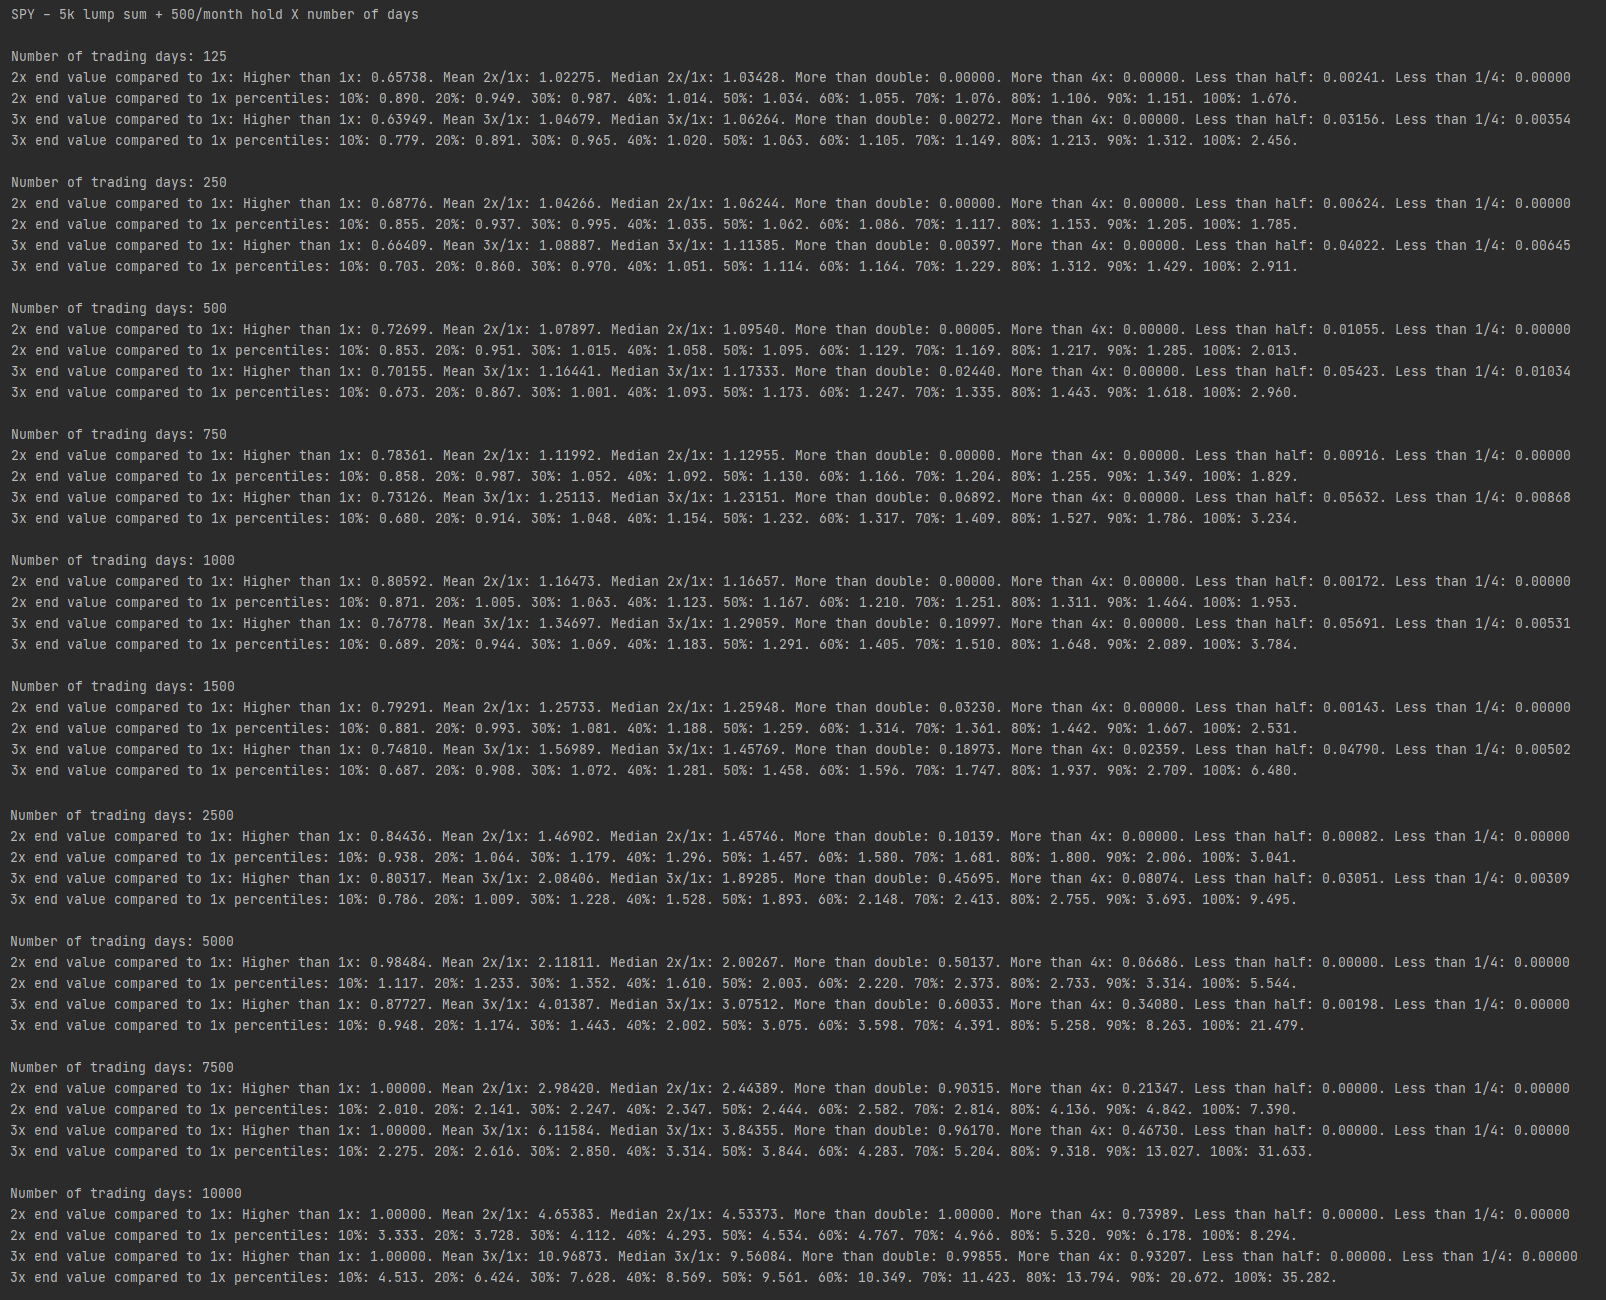 SPY - 5k lump sum + 500/month hold X number of days
Number of trading days: 125
2x end value compared to 1x: Higher than 1x: 0.65738. Mean 2x/1x: 1.02275. Median 2x/1x: 1.03428. More than double: 0.00000. More than 4x: 0.00000. Less than half: 0.00241. Less than 1/4: 0.00000
2x end value compared to 1x percentiles: 10%: 0.890. 20%: 0.949. 30%: 0.987. 40%: 1.014. 50%: 1.034. 60%: 1.055. 70%: 1.076. 80%: 1.106. 90%: 1.151. 100%: 1.676.
3x end value compared to 1x: Higher than 1x: 0.63949. Mean 3x/1x: 1.04679. Median 3x/1x: 1.06264. More than double: 0.00272. More than 4x: 0.00000. Less than half: 0.03156. Less than 1/4: 0.00354
3x end value compared to 1x percentiles: 10%: 0.779. 20%: 0.891. 30%: 0.965. 40%: 1.020. 50%: 1.063. 60%: 1.105. 70%: 1.149. 80%: 1.213. 90%: 1.312. 100%: 2.456.
Number of trading days: 250
2x end value compared to 1x: Higher than 1x: 0.68776. Mean 2x/1x: 1.04266. Median 2x/1x: 1.06244. More than double: 0.00000. More than 4x: 0.00000. Less than half: 0.00624. Less than 1/4: 0.00000
2x end value compared to 1x percentiles: 10%: 0.855. 20%: 0.937. 30%: 0.995. 40%: 1.035. 50%: 1.062. 60%: 1.086. 70%: 1.117. 80%: 1.153. 90%: 1.205. 100%: 1.785.
3x end value compared to 1x: Higher than 1x: 0.66409. Mean 3x/1x: 1.08887. Median 3x/1x: 1.11385. More than double: 0.00397. More than 4x: 0.00000. Less than half: 0.04022. Less than 1/4: 0.00645
3x end value compared to 1x percentiles: 10%: 0.703. 20%: 0.860. 30%: 0.970. 40%: 1.051. 50%: 1.114. 60%: 1.164. 70%: 1.229. 80%: 1.312. 90%: 1.429. 100%: 2.911.
Number of trading days: 500
2x end value compared to 1x: Higher than 1x: 0.72699. Mean 2x/1x: 1.07897. Median 2x/1x: 1.09540. More than double: 0.00005. More than 4x: 0.00000. Less than half: 0.01055. Less than 1/4: 0.00000
2x end value compared to 1x percentiles: 10%: 0.853. 20%: 0.951. 30%: 1.015. 40%: 1.058. 50%: 1.095. 60%: 1.129. 70%: 1.169. 80%: 1.217. 90%: 1.285. 100%: 2.013.
3x end value compared to 1x: Higher than 1x: 0.70155. Mean 3x/1x: 1.16441. Median 3x/1x: 1.17333. More than double: 0.02440. More than 4x: 0.00000. Less than half: 0.05423. Less than 1/4: 0.01034
3x end value compared to 1x percentiles: 10%: 0.673. 20%: 0.867. 30%: 1.001. 40%: 1.093. 50%: 1.173. 60%: 1.247. 70%: 1.335. 80%: 1.443. 90%: 1.618. 100%: 2.960.
Number of trading days: 750
2x end value compared to 1x: Higher than 1x: 0.78361. Mean 2x/1x: 1.11992. Median 2x/1x: 1.12955. More than double: 0.00000. More than 4x: 0.00000. Less than half: 0.00916. Less than 1/4: 0.00000
2x end value compared to 1x percentiles: 10%: 0.858. 20%: 0.987. 30%: 1.052. 40%: 1.092. 50%: 1.130. 60%: 1.166. 70%: 1.204. 80%: 1.255. 90%: 1.349. 100%: 1.829.
3x end value compared to 1x: Higher than 1x: 0.73126. Mean 3x/1x: 1.25113. Median 3x/1x: 1.23151. More than double: 0.06892. More than 4x: 0.00000. Less than half: 0.05632. Less than 1/4: 0.00868
3x end value compared to 1x percentiles: 10%: 0.680. 20%: 0.914. 30%: 1.048. 40%: 1.154. 50%: 1.232. 60%: 1.317. 70%: 1.409. 80%: 1.527. 90%: 1.786. 100%: 3.234.
Number of trading days: 1000
2x end value compared to 1x: Higher than 1x: 0.80592. Mean 2x/1x: 1.16473. Median 2x/1x: 1.16657. More than double: 0.00000. More than 4x: 0.00000. Less than half: 0.00172. Less than 1/4: 0.00000
2x end value compared to 1x percentiles: 10%: 0.871. 20%: 1.005. 30%: 1.063. 40%: 1.123. 50%: 1.167. 60%: 1.210. 70%: 1.251. 80%: 1.311. 90%: 1.464. 100%: 1.953.
3x end value compared to 1x: Higher than 1x: 0.76778. Mean 3x/1x: 1.34697. Median 3x/1x: 1.29059. More than double: 0.10997. More than 4x: 0.00000. Less than half: 0.05691. Less than 1/4: 0.00531
3x end value compared to 1x percentiles: 10%: 0.689. 20%: 0.944. 30%: 1.069. 40%: 1.183. 50%: 1.291. 60%: 1.405. 70%: 1.510. 80%: 1.648. 90%: 2.089. 100%: 3.784.
Number of trading days: 1500
2x end value compared to 1x: Higher than 1x: 0.79291. Mean 2x/1x: 1.25733. Median 2x/1x: 1.25948. More than double: 0.03230. More than 4x: 0.00000. Less than half: 0.00143. Less than 1/4: 0.00000
2x end value compared to 1x percentiles: 10%: 0.881. 20%: 0.993. 30%: 1.081. 40%: 1.188. 50%: 1.259. 60%: 1.314. 70%: 1.361. 80%: 1.442. 90%: 1.667. 100%: 2.531.
3x end value compared to 1x: Higher than 1x: 0.74810. Mean 3x/1x: 1.56989. Median 3x/1x: 1.45769. More than double: 0.18973. More than 4x: 0.02359. Less than half: 0.04790. Less than 1/4: 0.00502
3x end value compared to 1x percentiles: 10%: 0.687. 20%: 0.908. 30%: 1.072. 40%: 1.281. 50%: 1.458. 60%: 1.596. 70%: 1.747. 80%: 1.937. 90%: 2.709. 100%: 6.480.
Number of trading days: 2500
2x end value compared to 1x: Higher than 1x: 0.84436. Mean 2x/1x: 1.46902. Median 2x/1x: 1.45746. More than double: 0.10139. More than 4x: 0.00000. Less than half: 0.00082. Less than 1/4: 0.00000
2x end value compared to 1x percentiles: 10%: 0.938. 20%: 1.064. 30%: 1.179. 40%: 1.296. 50%: 1.457. 60%: 1.580. 70%: 1.681. 80%: 1.800. 90%: 2.006. 100%: 3.041.
3x end value compared to 1x: Higher than 1x: 0.80317. Mean 3x/1x: 2.08406. Median 3x/1x: 1.89285. More than double: 0.45695. More than 4x: 0.08074. Less than half: 0.03051. Less than 1/4: 0.00309
3x end value compared to 1x percentiles: 10%: 0.786. 20%: 1.009. 30%: 1.228. 40%: 1.528. 50%: 1.893. 60%: 2.148. 70%: 2.413. 80%: 2.755. 90%: 3.693. 100%: 9.495.
Number of trading days: 5000
2x end value compared to 1x: Higher than 1x: 0.98484. Mean 2x/1x: 2.11811. Median 2x/1x: 2.00267. More than double: 0.50137. More than 4x: 0.06686. Less than half: 0.00000. Less than 1/4: 0.00000
2x end value compared to 1x percentiles: 10%: 1.117. 20%: 1.233. 30%: 1.352. 40%: 1.610. 50%: 2.003. 60%: 2.220. 70%: 2.373. 80%: 2.733. 90%: 3.314. 100%: 5.544.
3x end value compared to 1x: Higher than 1x: 0.87727. Mean 3x/1x: 4.01387. Median 3x/1x: 3.07512. More than double: 0.60033. More than 4x: 0.34080. Less than half: 0.00198. Less than 1/4: 0.00000
3x end value compared to 1x percentiles: 10%: 0.948. 20%: 1.174. 30%: 1.443. 40%: 2.002. 50%: 3.075. 60%: 3.598. 70%: 4.391. 80%: 5.258. 90%: 8.263. 100%: 21.479.
Number of trading days: 7500
2x end value compared to 1x: Higher than 1x: 1.00000. Mean 2x/1x: 2.98420. Median 2x/1x: 2.44389. More than double: 0.90315. More than 4x: 0.21347. Less than half: 0.00000. Less than 1/4: 0.00000
2x end value compared to 1x percentiles: 10%: 2.010. 20%: 2.141. 30%: 2.247. 40%: 2.347. 50%: 2.444. 60%: 2.582. 70%: 2.814. 80%: 4.136. 90%: 4.842. 100%: 7.390.
3x end value compared to 1x: Higher than 1x: 1.00000. Mean 3x/1x: 6.11584. Median 3x/1x: 3.84355. More than double: 0.96170. More than 4x: 0.46730. Less than half: 0.00000. Less than 1/4: 0.00000
3x end value compared to 1x percentiles: 10%: 2.275. 20%: 2.616. 30%: 2.850. 40%: 3.314. 50%: 3.844. 60%: 4.283. 70%: 5.204. 80%: 9.318. 90%: 13.027. 100%: 31.633.
Number of trading days: 10000
2x end value compared to 1x: Higher than 1x: 1.00000. Mean 2x/1x: 4.65383. Median 2x/1x: 4.53373. More than double: 1.00000. More than 4x: 0.73989. Less than half: 0.00000. Less than 1/4: 0.00000
2x end value compared to 1x percentiles: 10%: 3.333. 20%: 3.728. 30%: 4.112. 40%: 4.293. 50%: 4.534. 60%: 4.767. 70%: 4.966. 80%: 5.320. 90%: 6.178. 100%: 8.294.
3x end value compared to 1x: Higher than 1x: 1.00000. Mean 3x/1x: 10.96873. Median 3x/1x: 9.56084. More than double: 0.99855. More than 4x: 0.93207. Less than half: 0.00000. Less than 1/4: 0.00000
3x end value compared to 1x percentiles: 10%: 4.513. 20%: 6.424. 30%: 7.628. 40%: 8.569. 50%: 9.561. 60%: 10.349. 70%: 11.423. 80%: 13.794. 90%: 20.672. 100%: 35.282.